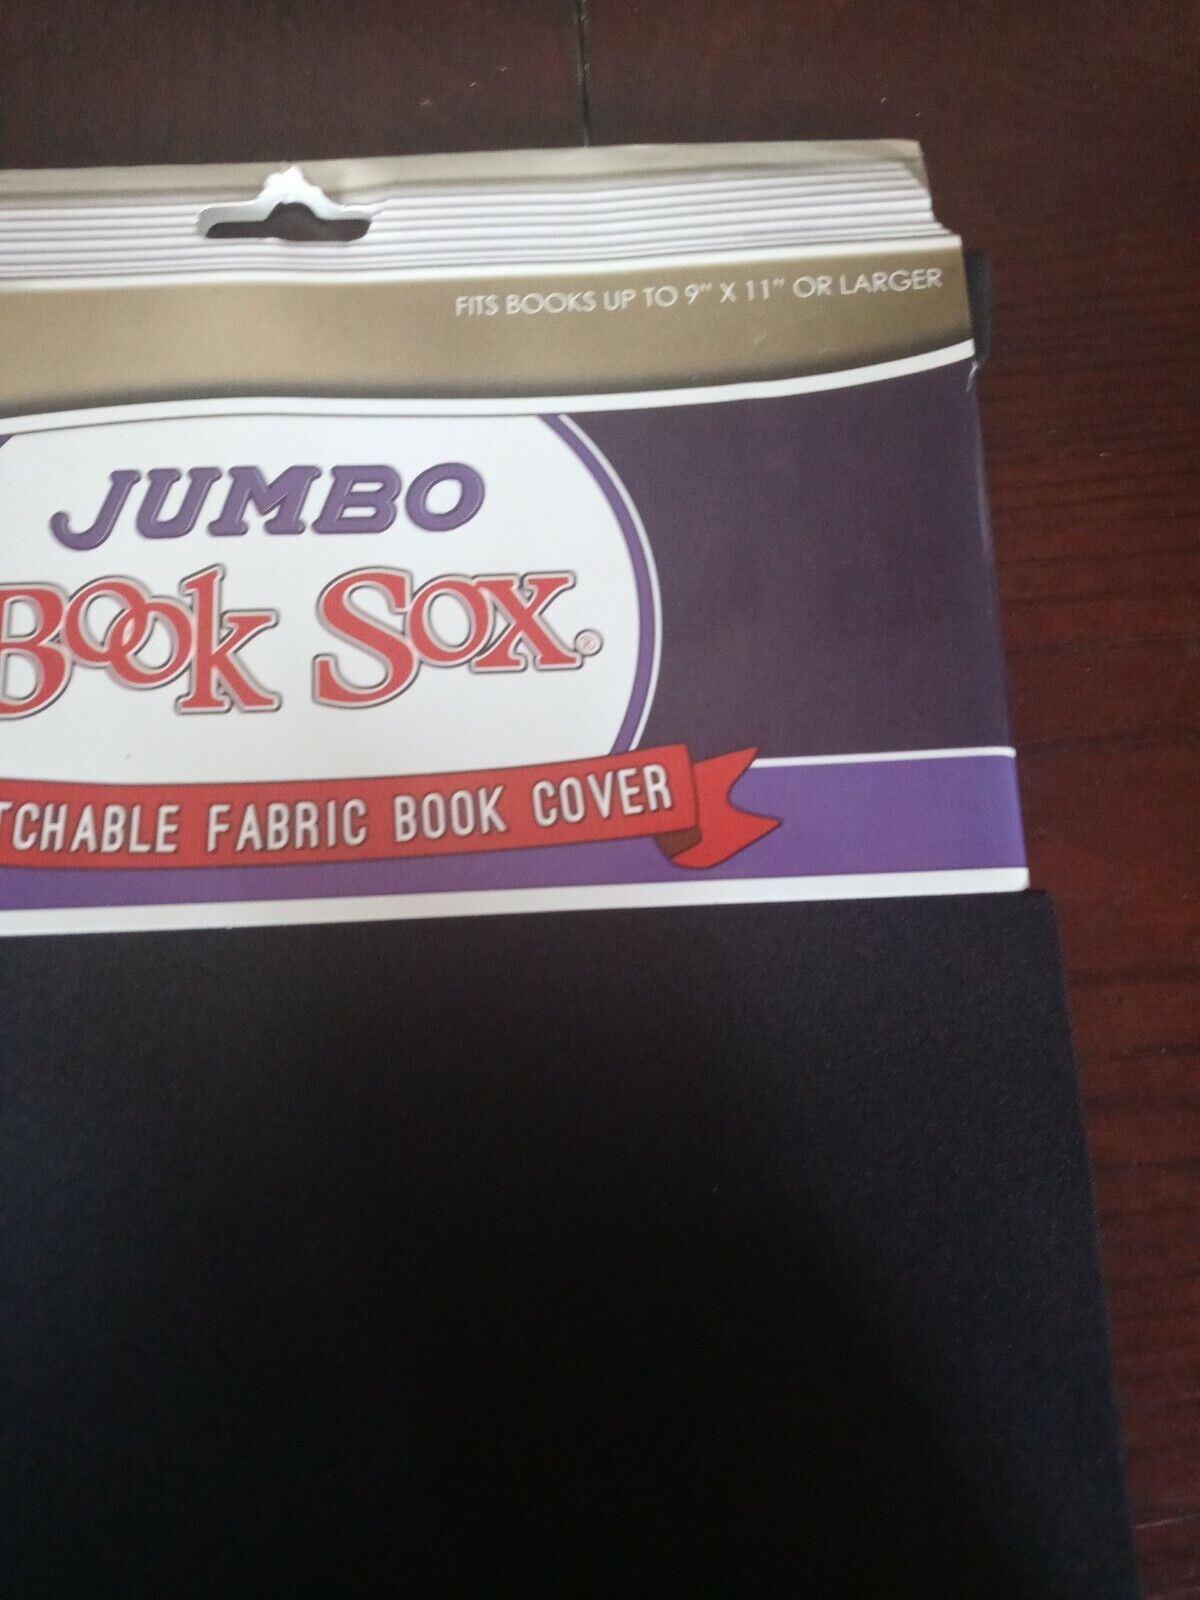 FITS BOOKS UP TO 9" X 11" OR LARGER
JUMBO
BOOK SOX®
TCHABLE FABRIC BOOK COVER